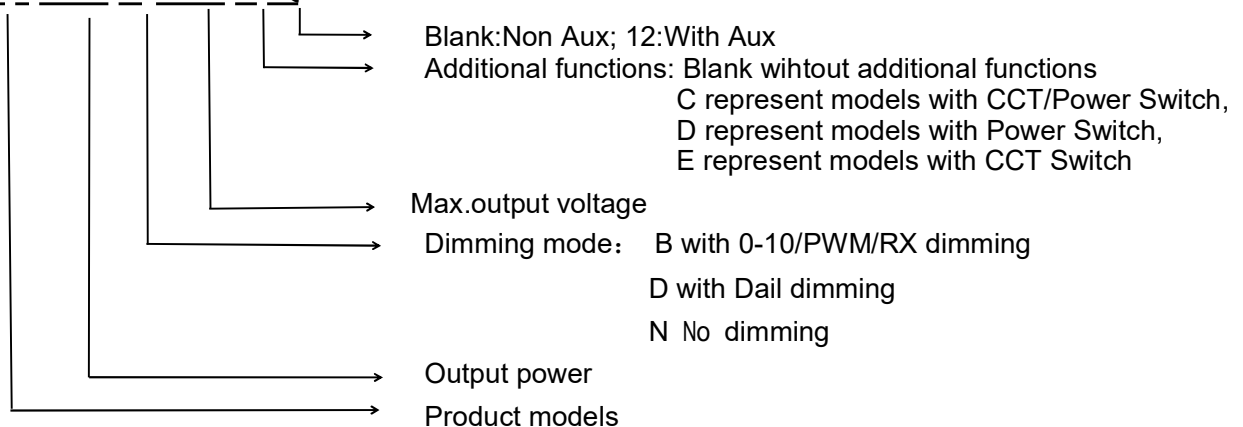 Blank:Non Aux; 12:With Aux
Additional functions: Blank wihtout additional functions
C represent models with CCT/Power Switch,
D represent models with Power Switch,
E represent models with CCT Switch
Max.output voltage
Dimming mode： B with 0-10/PWM/RX dimming
D with Dail dimming
N No dimming
Output power
Product models